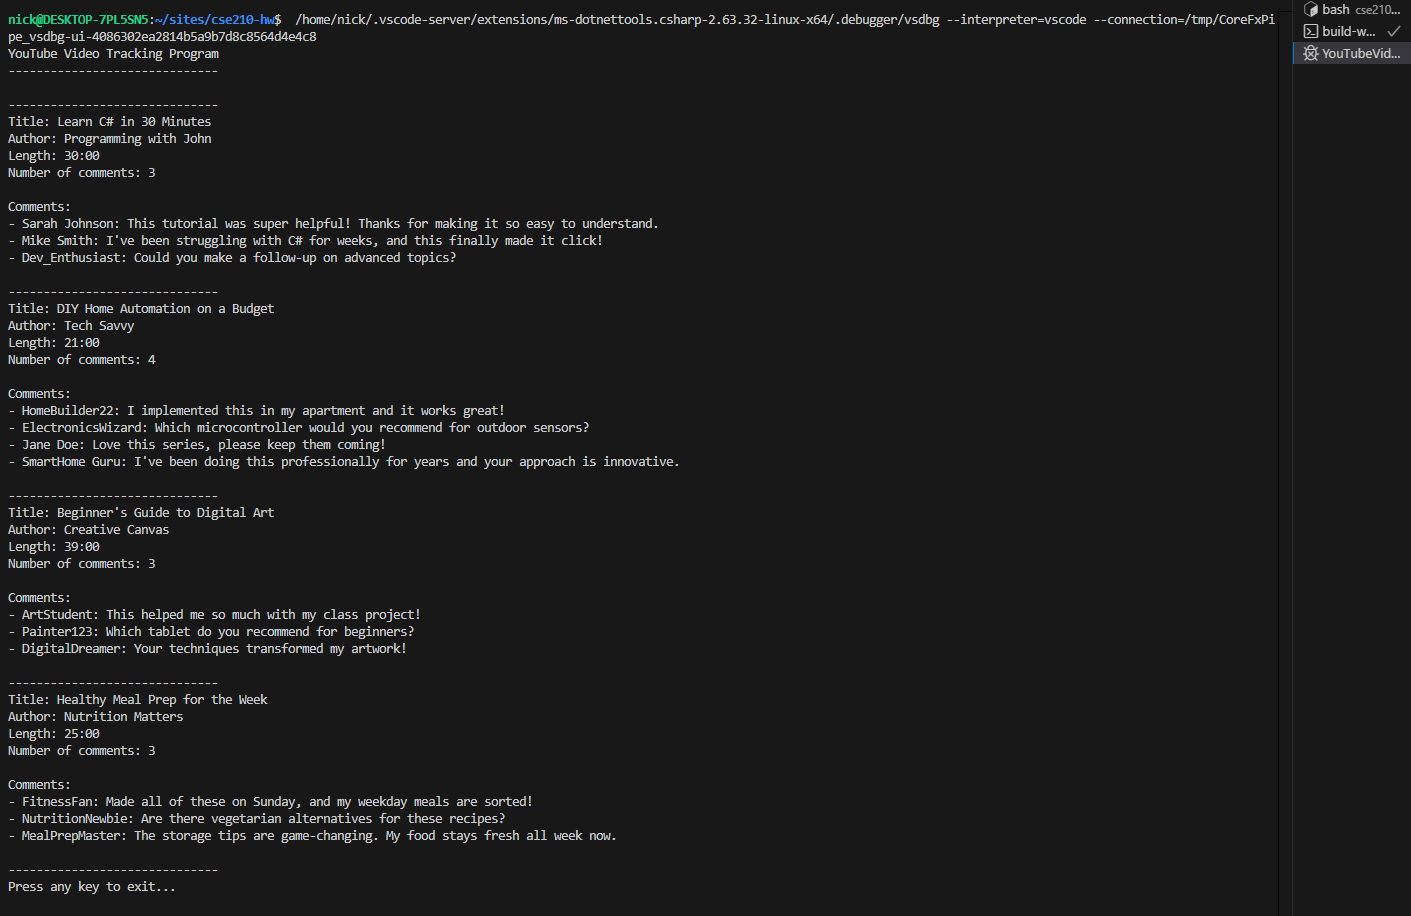 nick@DESKTOP-7PL5SN5:~/sites/cse210-hw$  /home/nick/.vscode-server/extensions/ms-dotnettools.csharp-2.63.32-linux-x64/.debugger/vsdbg --interpreter=vscode --connection=/tmp/CoreFxPi
pe_vsdbg-ui-4086302ea2814b5a9b7d8c8564d4e4c8
YouTube Video Tracking Program
------------------------------

------------------------------
Title: Learn C# in 30 Minutes
Author: Programming with John
Length: 30:00
Number of comments: 3

Comments:
- Sarah Johnson: This tutorial was super helpful! Thanks for making it so easy to understand.
- Mike Smith: I've been struggling with C# for weeks, and this finally made it click!
- Dev_Enthusiast: Could you make a follow-up on advanced topics?

------------------------------
Title: DIY Home Automation on a Budget
Author: Tech Savvy
Length: 21:00
Number of comments: 4

Comments:
- HomeBuilder22: I implemented this in my apartment and it works great!
- ElectronicsWizard: Which microcontroller would you recommend for outdoor sensors?
- Jane Doe: Love this series, please keep them coming!
- SmartHome Guru: I've been doing this professionally for years and your approach is innovative.

------------------------------
Title: Beginner's Guide to Digital Art
Author: Creative Canvas
Length: 39:00
Number of comments: 3

Comments:
- ArtStudent: This helped me so much with my class project!
- Painter123: Which tablet do you recommend for beginners?
- DigitalDreamer: Your techniques transformed my artwork!

------------------------------
Title: Healthy Meal Prep for the Week
Author: Nutrition Matters
Length: 25:00
Number of comments: 3

Comments:
- FitnessFan: Made all of these on Sunday, and my weekday meals are sorted!
- NutritionNewbie: Are there vegetarian alternatives for these recipes?
- MealPrepMaster: The storage tips are game-changing. My food stays fresh all week now.

------------------------------
Press any key to exit...
bash cse210...
build-w...
YouTubeVid...